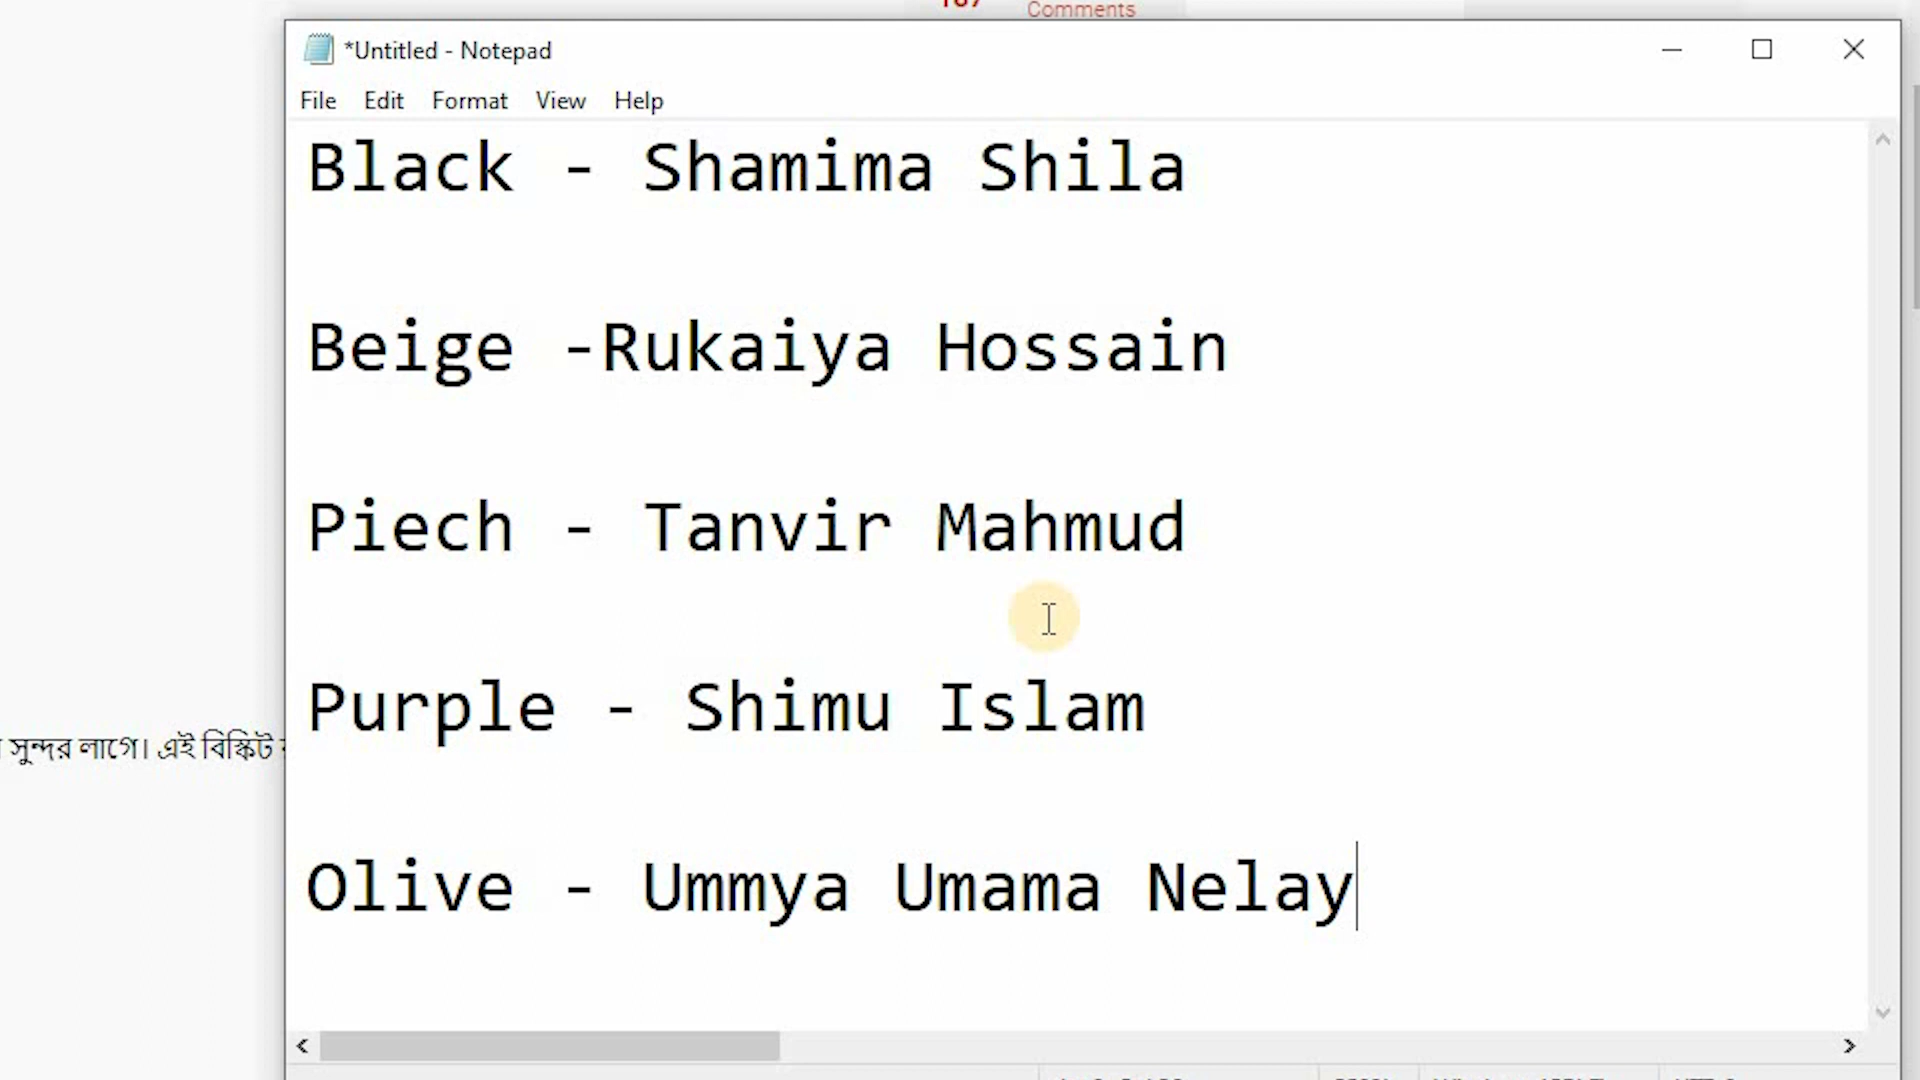 Comments
*Untitled - Notepad
File Edit Format View Help
Black - Shamima Shila
Beige -Rukaiya Hossain
Piech - Tanvir Mahmud
Purple - Shimu Islam
সুন্দর লাগে। এই বিস্কিট
Olive - Ummya Umama Nelay